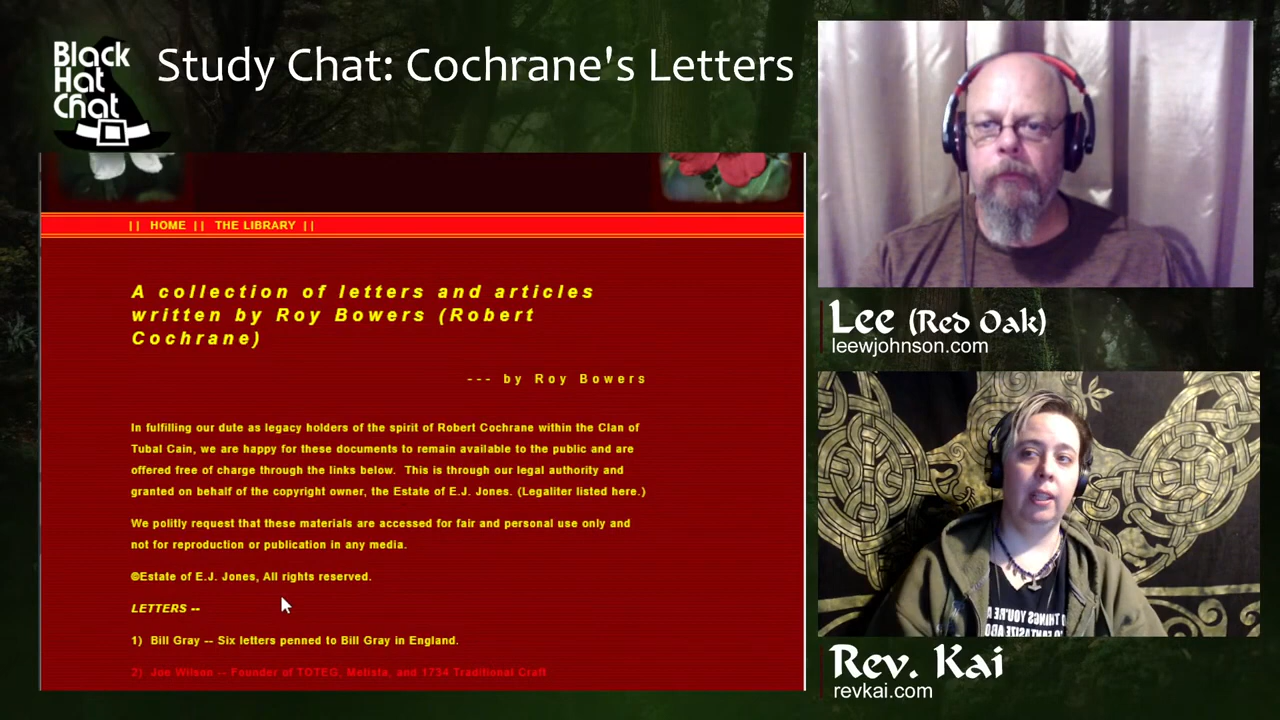 Black
Hat
Chat
Study Chat: Cochrane's Letters
|| HOME || THE LIBRARY ||
A collection of letters and articles
written by Roy Bowers (Robert
Cochrane)
--- by Roy Bowers
In fulfilling our dute as legacy holders of the spirit of Robert Cochrane within the Clan of
Tubal Cain, we are happy for these documents to remain available to the public and are
offered free of charge through the links below. This is through our legal authority and
granted on behalf of the copyright owner, the Estate of E.J. Jones. (Legaliter listed here.)
We politly request that these materials are accessed for fair and personal use only and
not for reproduction or publication in any media.
©Estate of E.J. Jones, All rights reserved.
LETTERS --
1) Bill Gray -- Six letters penned to Bill Gray in England.
2) Joe Wilson -- Founder of TOTEG, Metista, and 1734 Traditional Craft
Lee (Red Oak)
leewjohnson.com
THINGS YOU'RE A
Rev. Kai
revkai.com